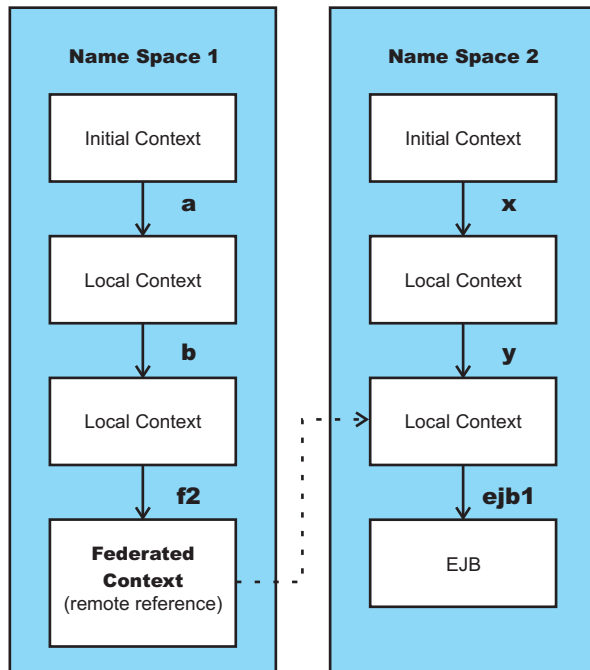 Name Space 1
Initial Context
a
Local Context
b
Local Context
f2
Federated
Context
(remote reference)
Name Space 2
Initial Context
x
Local Context
y
Local Context
ejb1
EJB